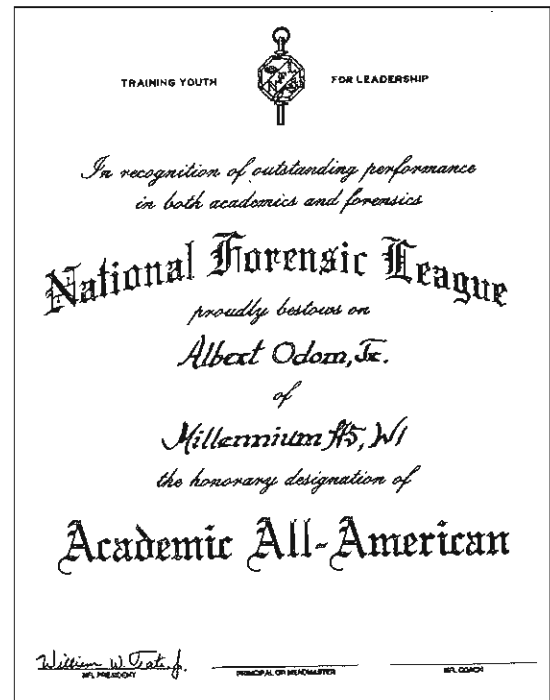 TRAINING YOUTH FOR LEADERSHIP
In recognition of outstanding performance
in both academics and forensics
National Forensic League
proudly bestows on
Albert Odom, Jr.
of
Millennium HS, WI
the honorary designation of
Academic All-American
William W. Tate, Jr.
NFL PRESIDENT PRINCIPAL OR HEADMASTER NFL COACH